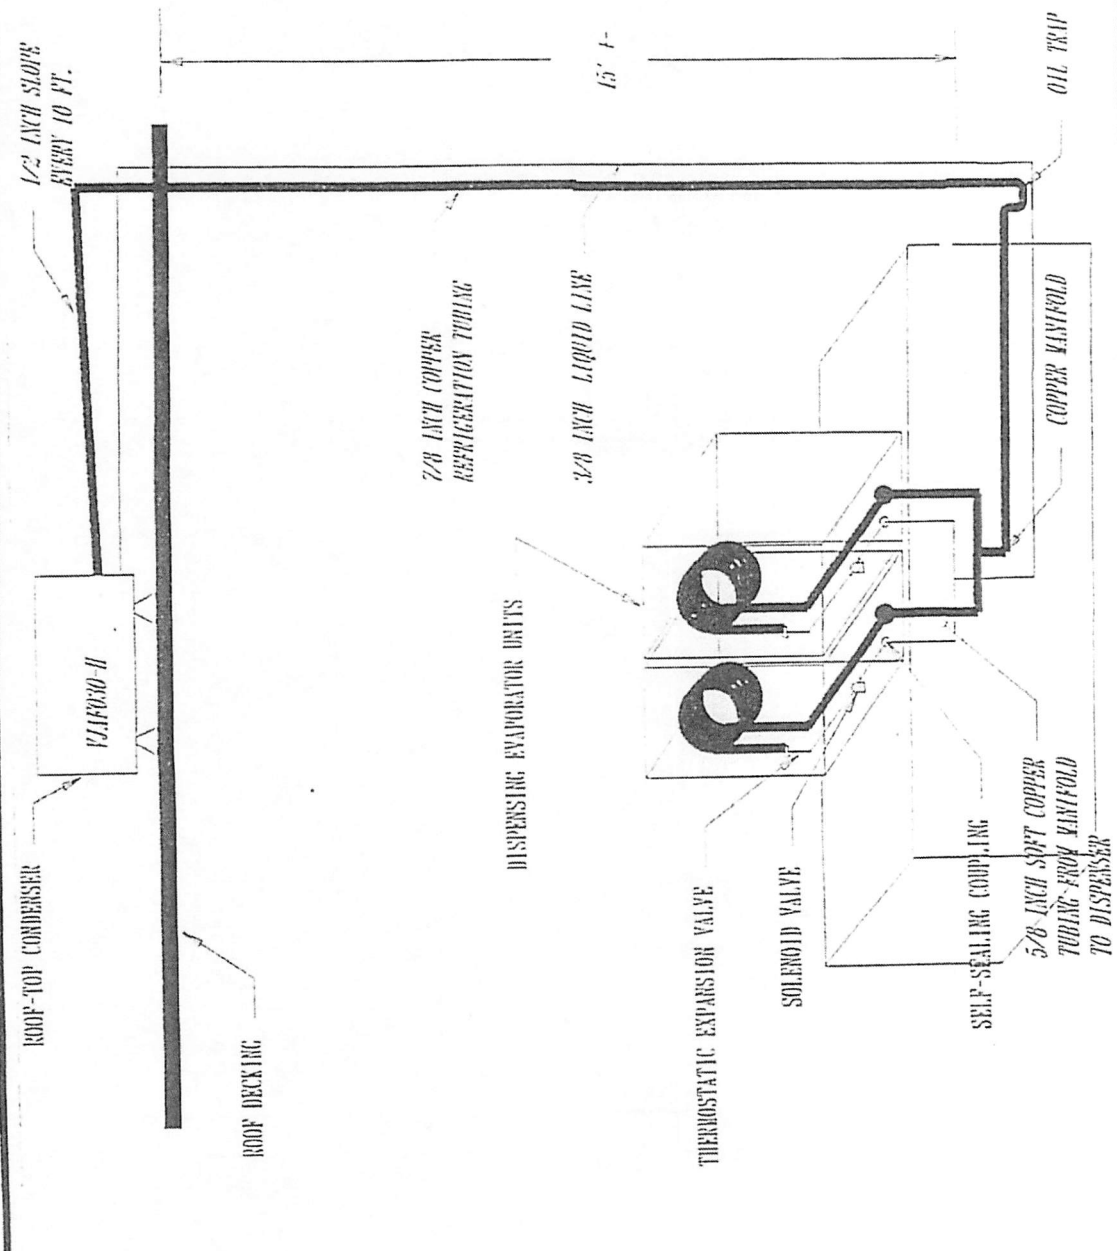 1/2 INCH SLOPE
EVERY 10 FT.
ROOF-TOP CONDENSER
VJ1F030-H
ROOF DECKING
15'
7/8 INCH COPPER
REFRIGERATION TUBING
3/8 INCH LIQUID LINE
OIL TRAP
DISPENSING EVAPORATOR UNITS
COPPER MANIFOLD
THERMOSTATIC EXPANSION VALVE
SOLENOID VALVE
SELF-SEALING COUPLING
5/8 INCH SOFT COPPER
TUBING FROM MANIFOLD
TO DISPENSER